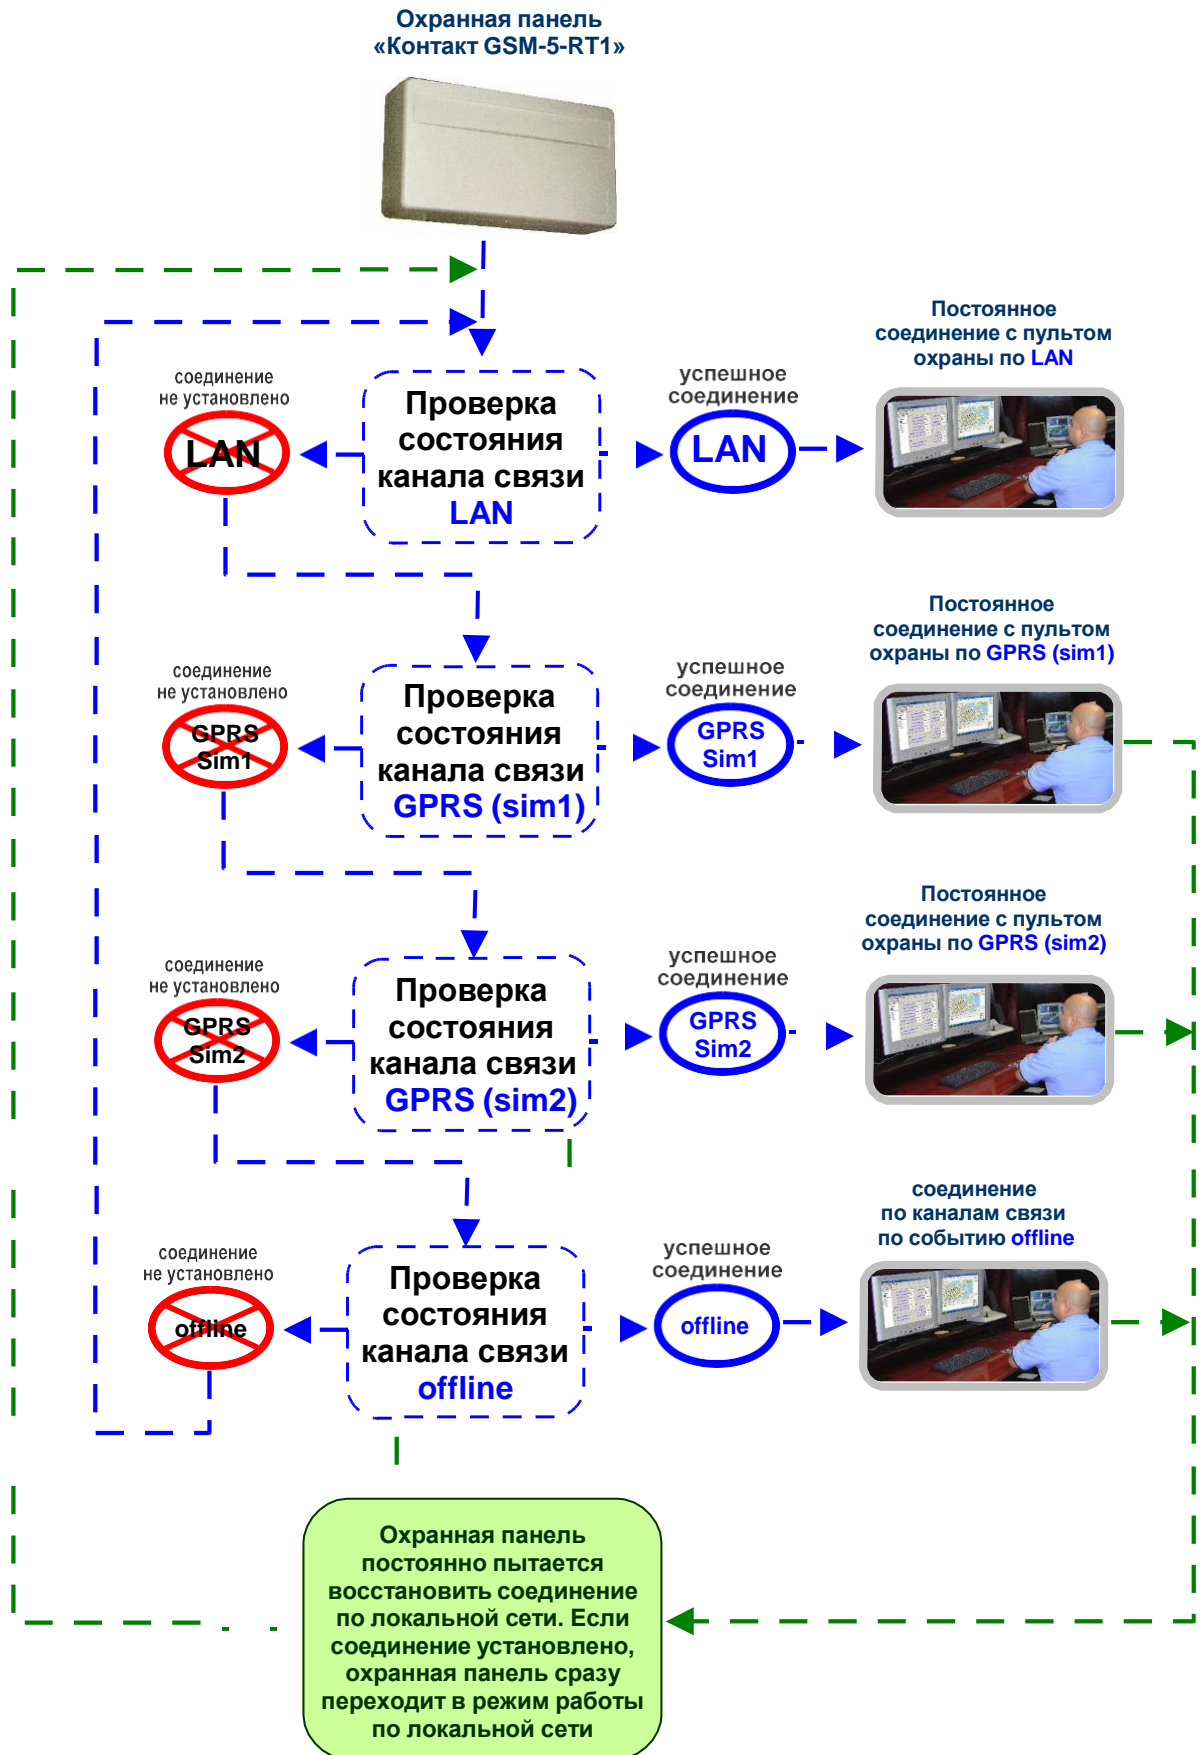 Охранная панель
«Контакт GSM-5-RT1»
Постоянное
соединение с пультом
охраны по LAN
соединение
не установлено
LAN
Проверка
состояния
канала связи
LAN
успешное
соединение
LAN
Постоянное
соединение с пультом
охраны по GPRS (sim1)
соединение
не установлено
GPRS
Sim1
Проверка
состояния
канала связи
GPRS (sim1)
успешное
соединение
GPRS
Sim1
Постоянное
соединение с пультом
охраны по GPRS (sim2)
соединение
не установлено
GPRS
Sim2
Проверка
состояния
канала связи
GPRS (sim2)
успешное
соединение
GPRS
Sim2
соединение
по каналам связи
по событию offline
соединение
не установлено
offline
Проверка
состояния
канала связи
offline
успешное
соединение
offline
Охранная панель
постоянно пытается
восстановить соединение
по локальной сети. Если
соединение установлено,
охранная панель сразу
переходит в режим работы
по локальной сети